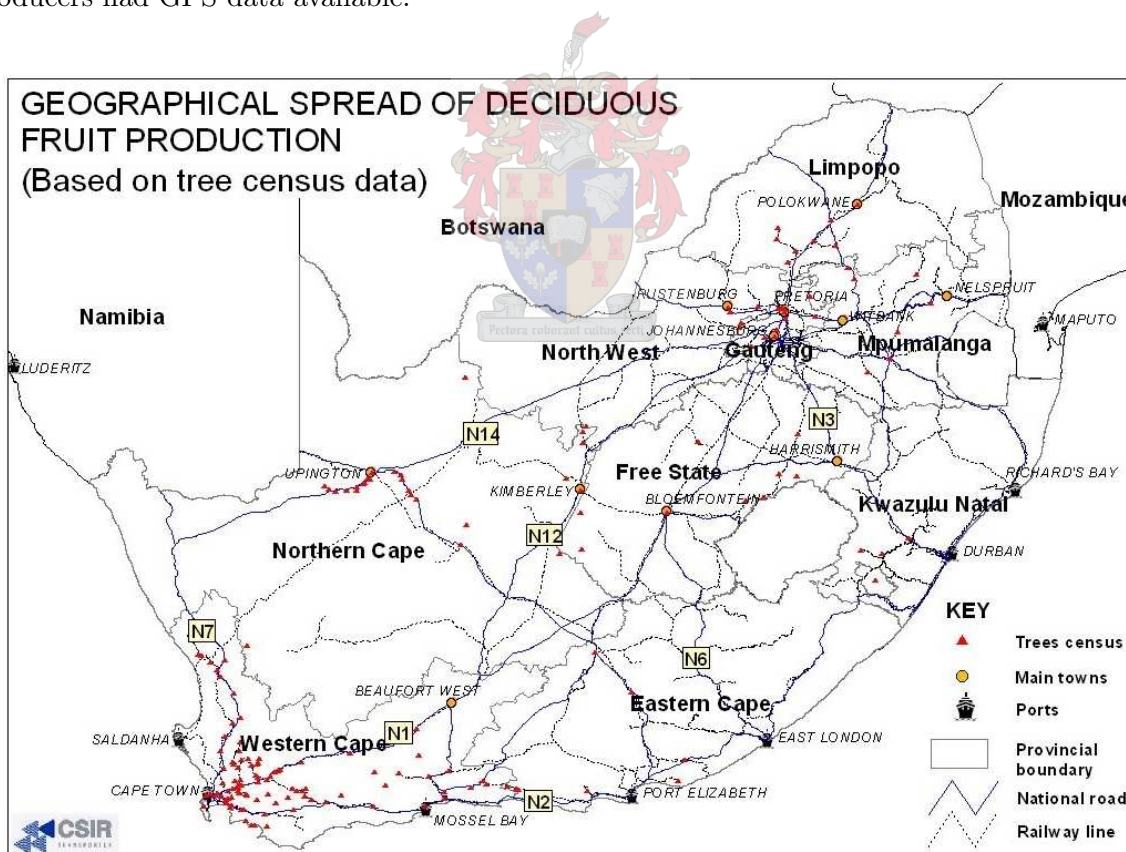 oducers had GPS data available.
GEOGRAPHICAL SPREAD OF DECIDUOUS
FRUIT PRODUCTION
(Based on tree census data)
Limpopo
POLOKWANE
Mozambique
Botswana
Pectora roborant cultus recti
RUSTENBURG
PRETORIA
NELSPRUIT
Namibia
WITBANK
MAPUTO
JOHANNESBURG
North West
Gauteng
Mpumalanga
LUDERITZ
N14
N3
HARRISMITH
UPINGTON
Free State
RICHARD'S BAY
KIMBERLEY
BLOEMFONTEIN
Kwazulu Natal
N12
Northern Cape
DURBAN
KEY
N7
Trees census
N6
Main towns
BEAUFORT WEST
Eastern Cape
Ports
N1
SALDANHA
Western Cape
EAST LONDON
Provincial
boundary
CAPE TOWN
N2
PORT ELIZABETH
National road
MOSSEL BAY
CSIR
Railway line